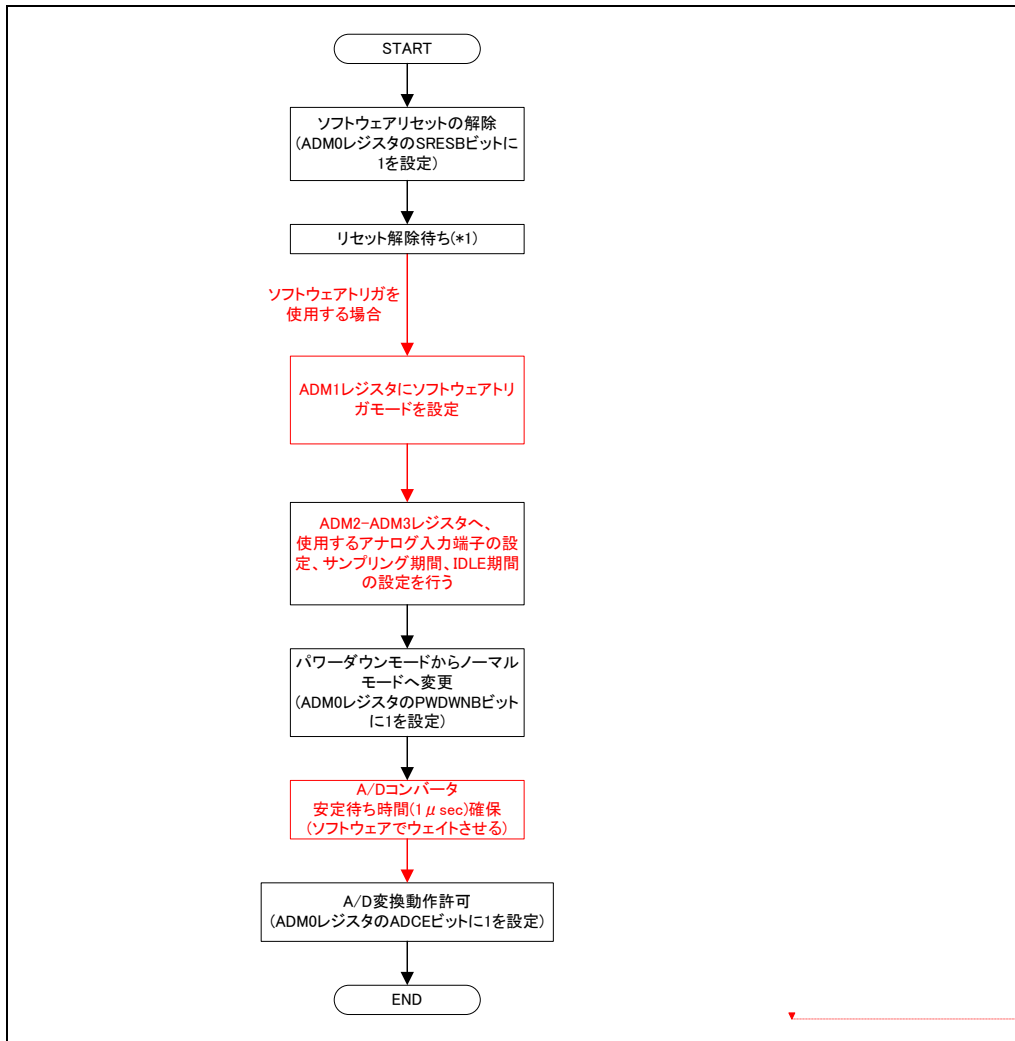 START
ソフトウェアリセットの解除
(ADM0レジスタのSRESBビットに
1を設定)
リセット解除待ち(*1)
ソフトウェアトリガを
使用する場合
ADM1レジスタにソフトウェアトリ
ガモードを設定
ADM2-ADM3レジスタへ、
使用するアナログ入力端子の設
定、サンプリング期間、IDLE期間
の設定を行う
パワーダウンモードからノーマル
モードへ変更
(ADM0レジスタのPWDWNBビット
に1を設定)
A/Dコンバータ
安定待ち時間(1μsec)確保
(ソフトウェアでウェイトさせる)
A/D変換動作許可
(ADM0レジスタのADCEビットに1を設定)
END